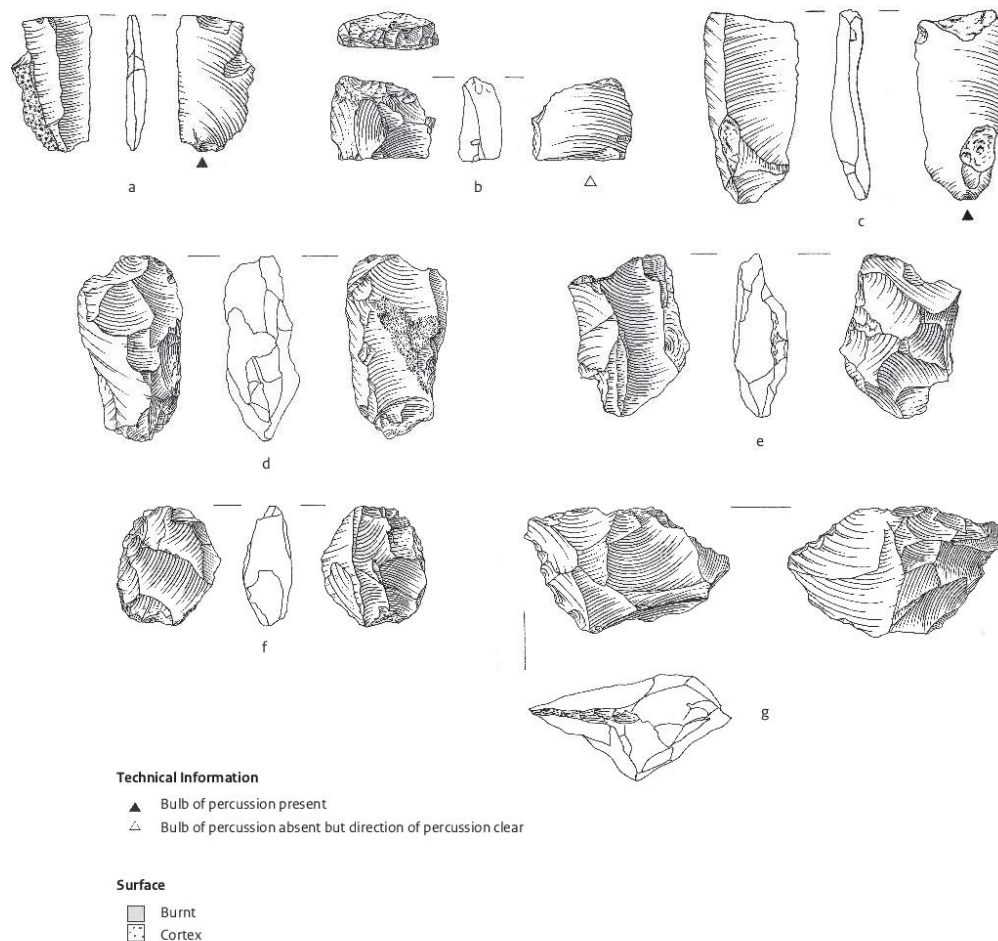 a
b
c
d
e
f
g
Technical Information
Bulb of percussion present
Bulb of percussion absent but direction of percussion clear
Surface
Burnt
Cortex